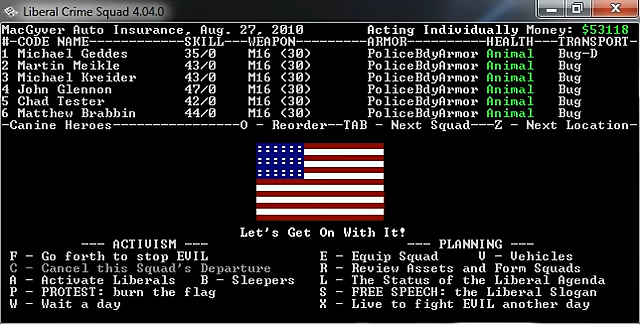 Liberal Crime Squad 4.04.0
MacGyver Auto Insurance, Aug. 27, 2010 Acting Individually Money: $53118
#-CODE NAME------------SKILL---WEAPON---------ARMOR---------HEALTH---TRANSPORT
1 Michael Geddes 35/0 M16 (30) PoliceBdyArmor Animal Bug-D
2 Martin Meikle 43/0 M16 (30) PoliceBdyArmor Animal Bug
3 Michael Kreider 43/0 M16 (30) PoliceBdyArmor Animal Bug
4 John Glennon 47/0 M16 (30) PoliceBdyArmor Animal Bug
5 Chad Tester 42/0 M16 (30) PoliceBdyArmor Animal Bug
6 Matthew Brabbin 44/0 M16 (30) PoliceBdyArmor Animal Bug
-Canine Heroes----------------O - Reorder--TAB - Next Squad---Z - Next Location-
Let's Get On With It!
--- ACTIVISM --- --- PLANNING ---
F - Go forth to stop EVIL E - Equip Squad V - Vehicles
C - Cancel this Squad's Departure R - Review Assets and Form Squads
A - Activate Liberals B - Sleepers L - The Status of the Liberal Agenda
P - PROTEST: burn the flag S - FREE SPEECH: the Liberal Slogan
W - Wait a day X - Live to fight EVIL another day